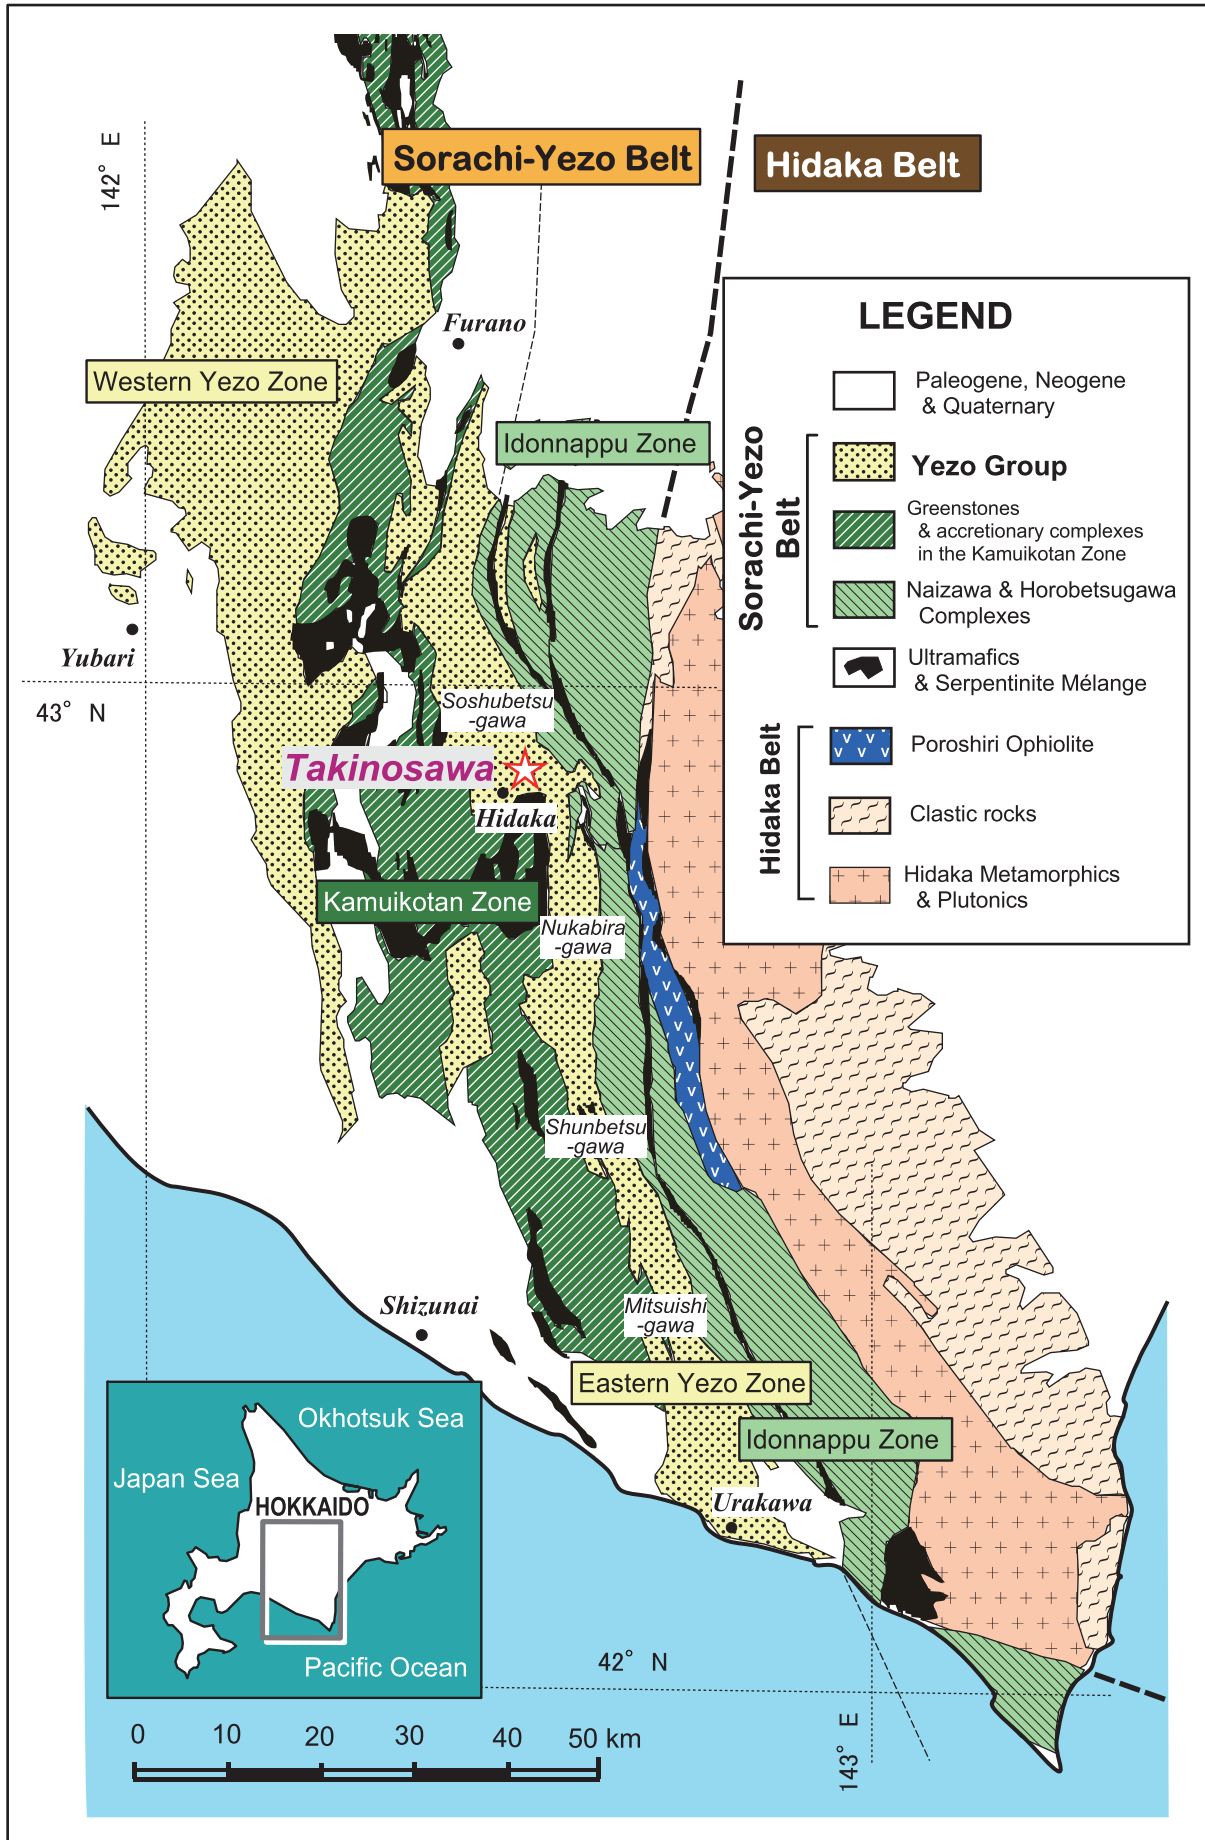 142° E
Sorachi-Yezo Belt
Hidaka Belt
Furano
Western Yezo Zone
Idonnappu Zone
LEGEND
Paleogene, Neogene
& Quaternary
Sorachi-Yezo
Belt
Yezo Group
Greenstones
& accretionary complexes
in the Kamuikotan Zone
Naizawa & Horobetsugawa
Complexes
Ultramafics
& Serpentinite Mélange
Hidaka Belt
Poroshiri Ophiolite
Clastic rocks
Hidaka Metamorphics
& Plutonics
Yubari
43° N
Soshubetsu
-gawa
Takinosawa
Hidaka
Kamuikotan Zone
Nukabira
-gawa
Shunbetsu
-gawa
Shizunai
Mitsuishi
-gawa
Eastern Yezo Zone
Idonnappu Zone
Urakawa
Okhotsuk Sea
Japan Sea
HOKKAIDO
Pacific Ocean
42° N
143° E
0 10 20 30 40 50 km